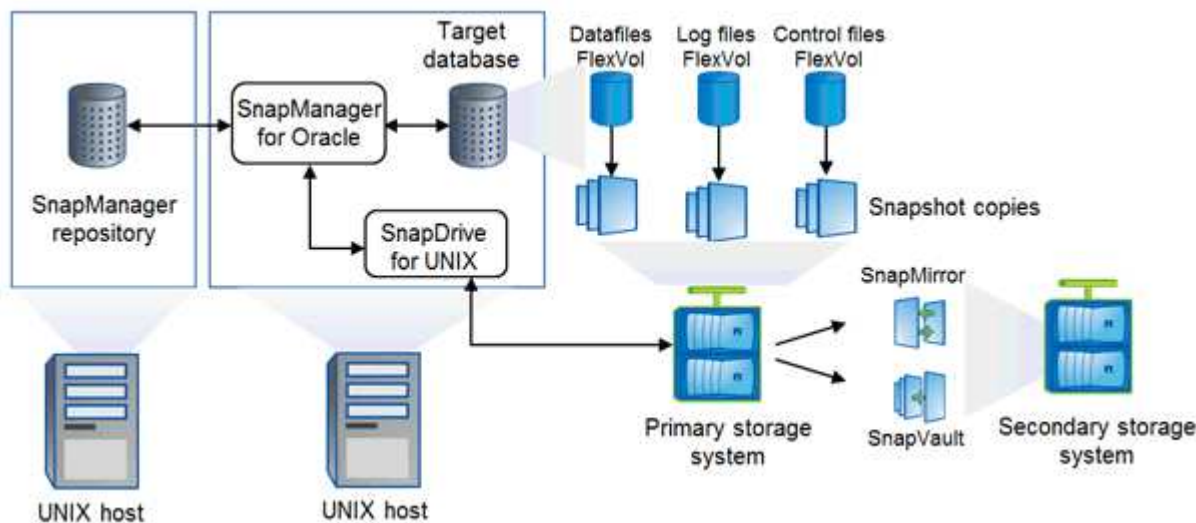 Target
database
Datafiles
FlexVol
Log files
FlexVol
Control files
FlexVol
SnapManager
for Oracle
SnapManager
repository
SnapDrive
for UNIX
Snapshot copies
SnapMirror
SnapVault
Primary storage
system
Secondary storage
system
UNIX host
UNIX host